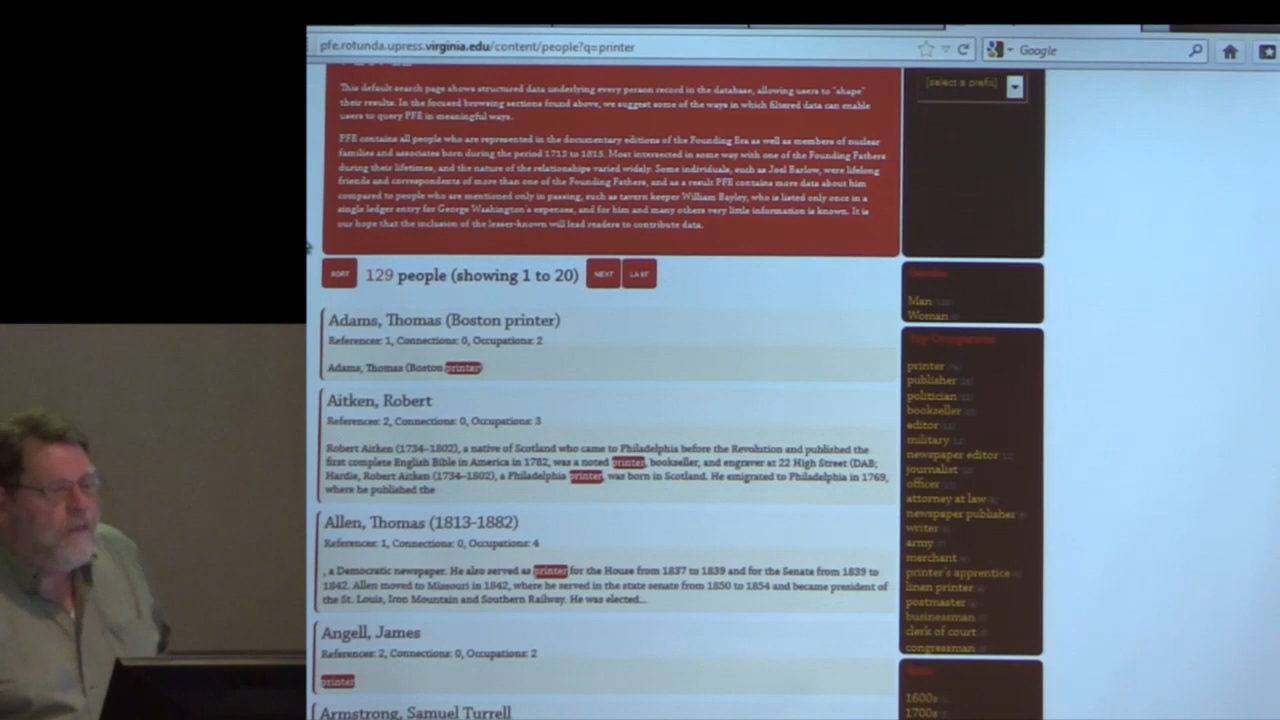 pfe.rotunda.upress.virginia.edu/content/people?q=printer
Google
[select a prefix]
This default search page shows structured data underlying every person record in the database, allowing users to "shape"
their results. In the focused browsing sections found above, we suggest some of the ways in which filtered data can enable
users to query PFE in meaningful ways.
PFE contains all people who are represented in the documentary editions of the Founding Era as well as members of nuclear
families and associates born during the period 1713 to 1815. Most intersected in some way with one of the Founding Fathers
during their lifetimes, and the nature of the relationships varied widely. Some individuals, such as Joel Barlow, were lifelong
friends and correspondents of more than one of the Founding Fathers, and as a result PFE contains more data about him
compared to people who are mentioned only in passing, such as tavern keeper William Bayley, who is listed only once in a
single ledger entry for George Washington's expenses, and for him and many others very little information is known. It is
our hope that the inclusion of the lesser-known will lead readers to contribute data.
SORT 129 people (showing 1 to 20) NEXT LAST
Adams, Thomas (Boston printer)
References: 1, Connections: 0, Occupations: 2
Adams, Thomas (Boston printer)
Aitken, Robert
References: 2, Connections: 0, Occupations: 3
Robert Aitken (1734–1802), a native of Scotland who came to Philadelphia before the Revolution and published the
first complete English Bible in America in 1782, was a noted printer, bookseller, and engraver at 22 High Street (DAB;
Hardie, Robert Aitken (1734–1802), a Philadelphia printer, was born in Scotland. He emigrated to Philadelphia in 1769,
where he published the
Allen, Thomas (1813-1882)
References: 1, Connections: 0, Occupations: 4
, a Democratic newspaper. He also served as printer for the House from 1837 to 1839 and for the Senate from 1839 to
1842. Allen moved to Missouri in 1842, where he served in the state senate from 1850 to 1854 and became president of
the St. Louis, Iron Mountain and Southern Railway. He was elected...
Angell, James
References: 2, Connections: 0, Occupations: 2
printer
Armstrong, Samuel Turrell
Gender
Man
Woman
Top Occupations
printer
publisher
politician
bookseller
editor
military
newspaper editor
journalist
officer
attorney at law
newspaper publisher
writer
army
merchant
printer's apprentice
linen printer
postmaster
businessman
clerk of court
congressman
1600s
1700s